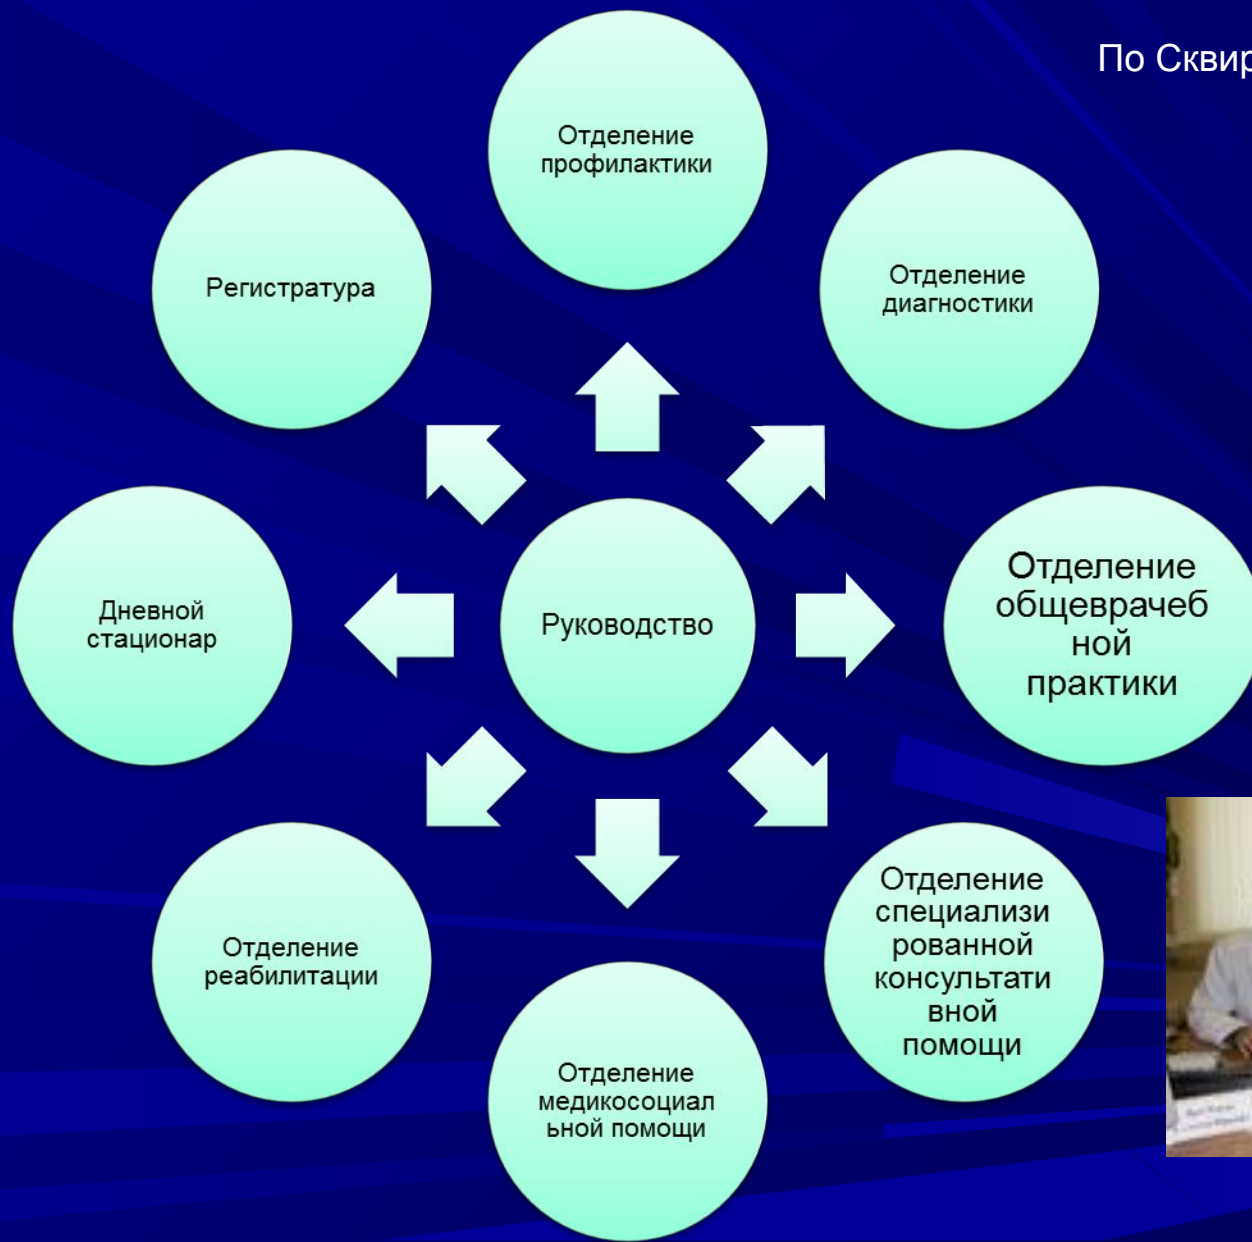 По Сквир
Отделение
профилактики
Регистратура
Отделение
диагностики
Дневной
стационар
Руководство
Отделение
общеврачеб
ной
практики
Отделение
реабилитации
Отделение
медикосоциал
ьной помощи
Отделение
специализи
рованной
консультати
вной
помощи